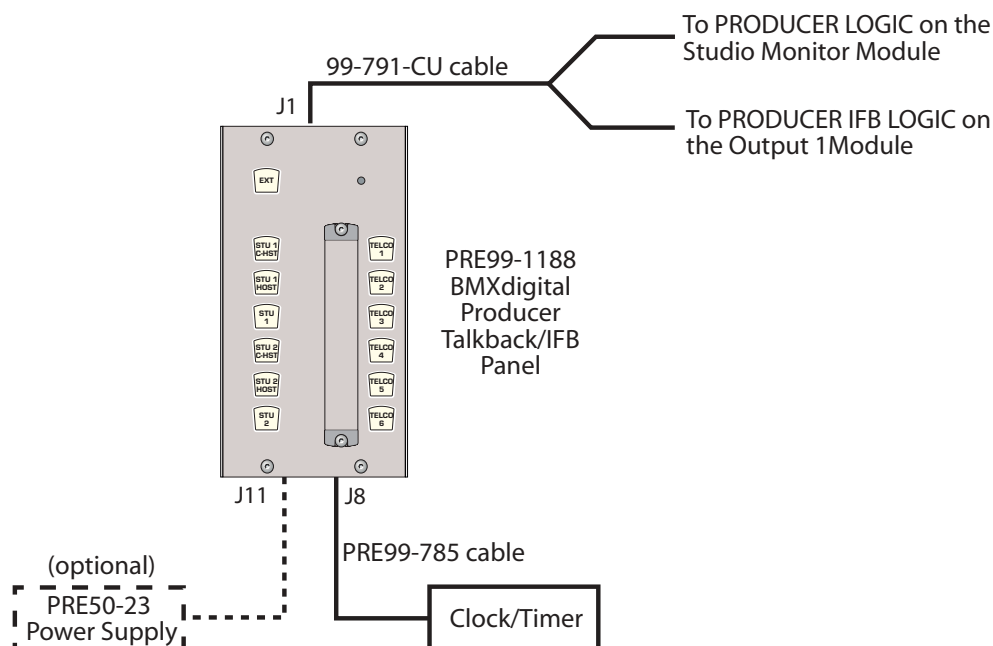 To PRODUCER LOGIC on the
Studio Monitor Module
99-791-CU cable
J1
To PRODUCER IFB LOGIC on
the Output 1Module
EXT
STU 1
C-HST
STU 1
HOST
STU
1
STU 2
C-HST
STU 2
HOST
STU
2
TELCO
1
TELCO
2
TELCO
3
TELCO
4
TELCO
5
TELCO
6
PRE99-1188
BMXdigital
Producer
Talkback/IFB
Panel
J11
J8
PRE99-785 cable
(optional)
PRE50-23
Power Supply
Clock/Timer